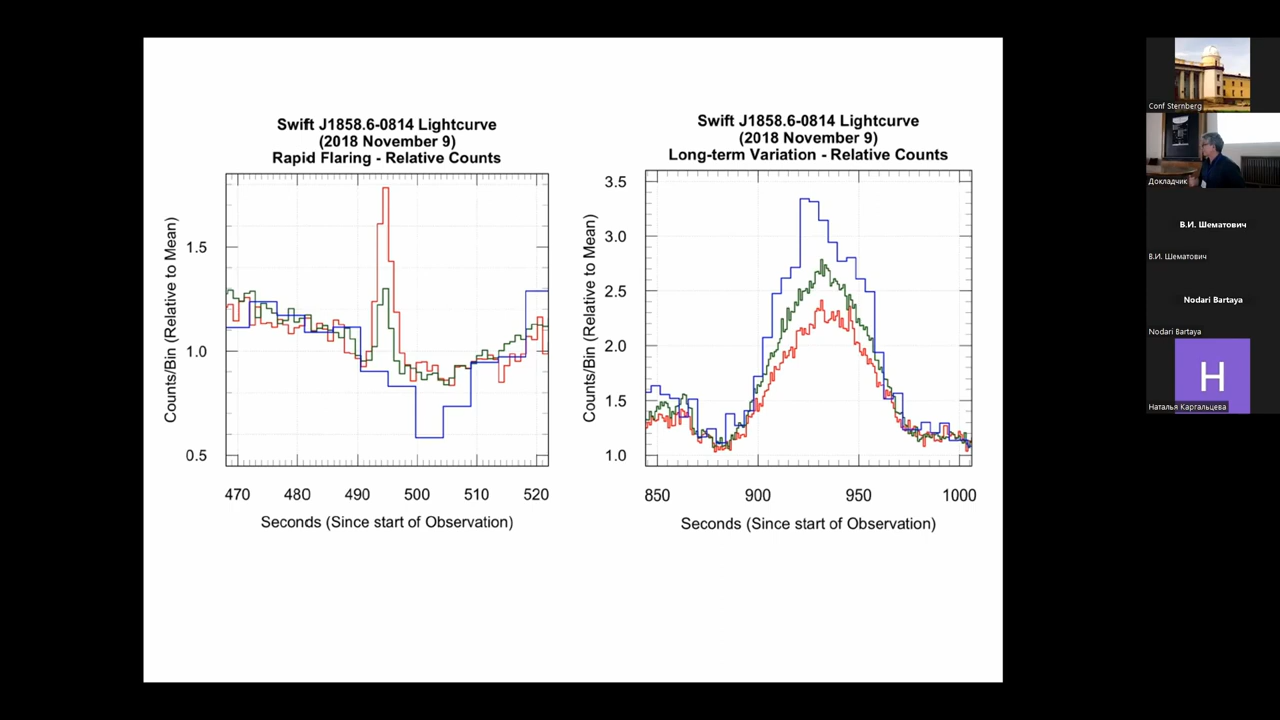 Swift J1858.6-0814 Lightcurve
(2018 November 9)
Rapid Flaring - Relative Counts
Counts/Bin (Relative to Mean)
1.5
1.0
0.5
470 480 490 500 510 520
Seconds (Since start of Observation)
Swift J1858.6-0814 Lightcurve
(2018 November 9)
Long-term Variation - Relative Counts
Counts/Bin (Relative to Mean)
3.5
3.0
2.5
2.0
1.5
1.0
850 900 950 1000
Seconds (Since start of Observation)
Conf Sternberg
Докладчик
В.И. Шематович
В.И. Шематович
Nodari Bartaya
Nodari Bartaya
Н
Наталья Каргальцева